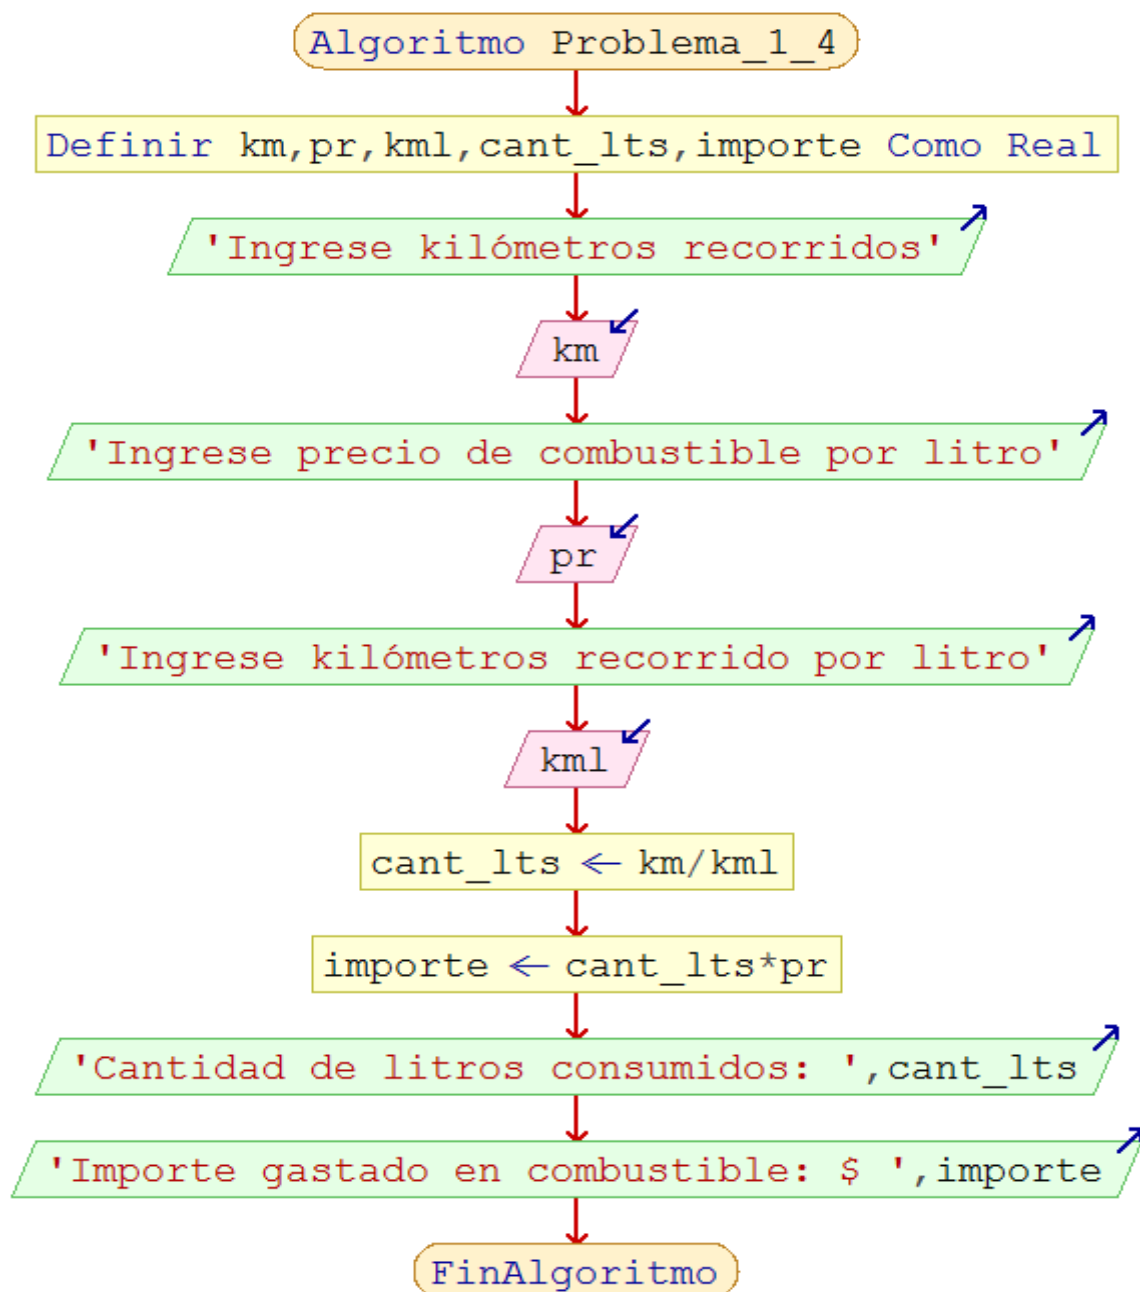 Algoritmo Problema_1_4
Definir km,pr,kml,cant_lts,importe Como Real
'Ingrese kilómetros recorridos'
km
'Ingrese precio de combustible por litro'
pr
'Ingrese kilómetros recorrido por litro'
kml
cant_lts ← km/kml
importe ← cant_lts*pr
'Cantidad de litros consumidos: ',cant_lts
'Importe gastado en combustible: $ ',importe
FinAlgoritmo